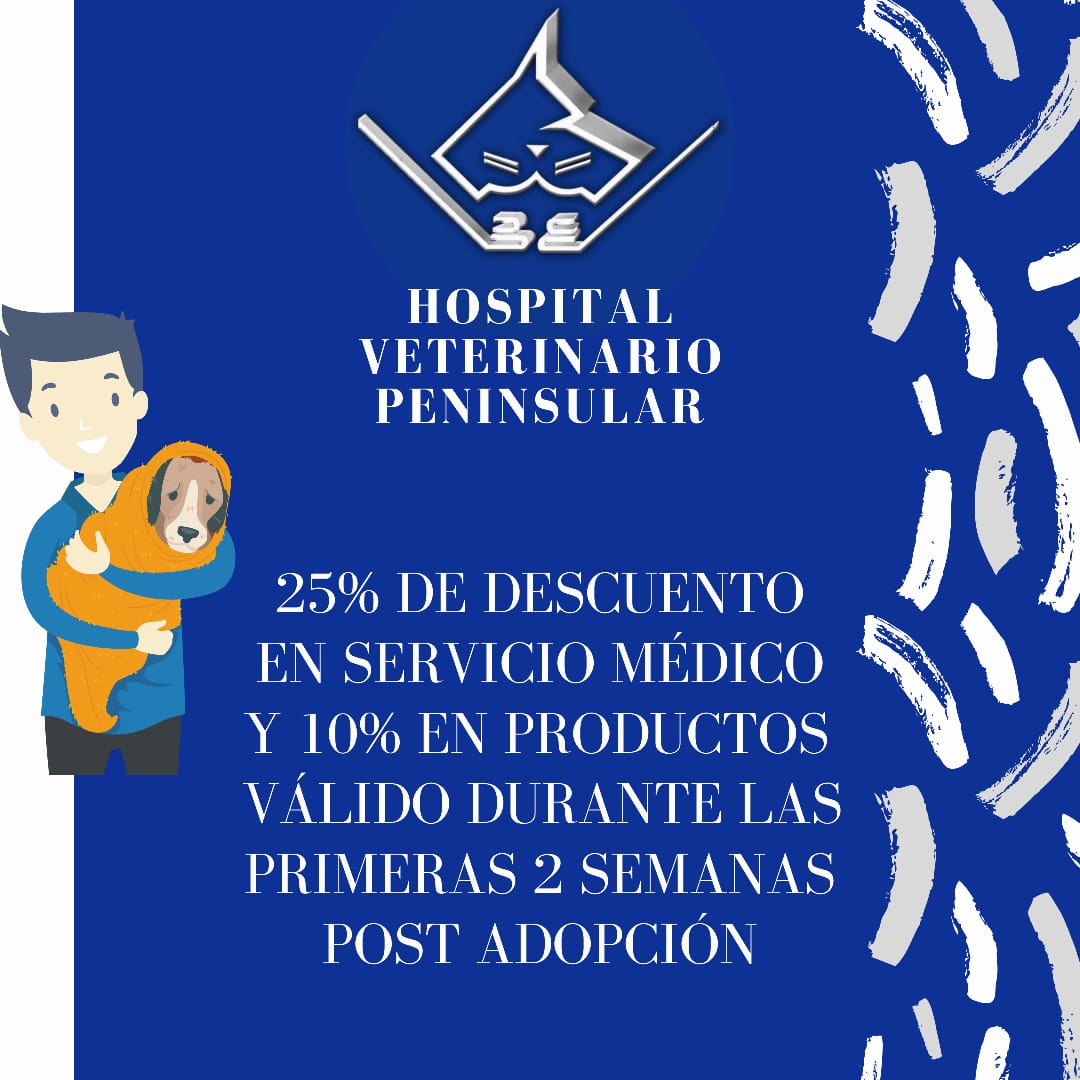 HOSPITAL
VETERINARIO
PENINSULAR
25% DE DESCUENTO
EN SERVICIO MÉDICO
Y 10% EN PRODUCTOS
VÁLIDO DURANTE LAS
PRIMERAS 2 SEMANAS
POST ADOPCIÓN